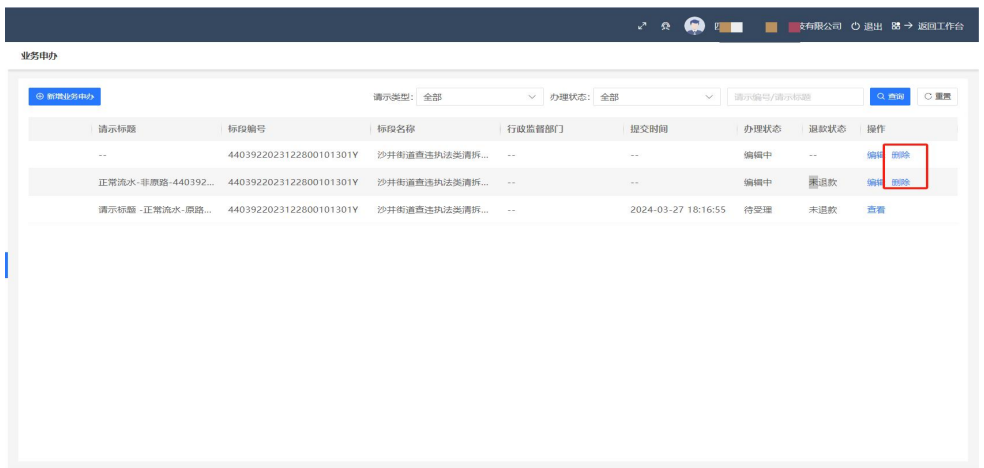 技有限公司 退出 返回工作台
业务申办
新增业务申办 请示类型: 全部 办理状态: 全部 请示编号/请示标题 查询 重置
请示标题 标段编号 标段名称 行政监督部门 提交时间 办理状态 退款状态 操作
-- 4403922023122800101301Y 沙井街道查违执法类清拆... -- -- 编辑中 -- 编辑 删除
正常流水-非原路-440392... 4403922023122800101301Y 沙井街道查违执法类清拆... -- -- 编辑中 未退款 编辑 删除
请示标题 -正常流水-原路... 4403922023122800101301Y 沙井街道查违执法类清拆... -- 2024-03-27 18:16:55 待受理 未退款 查看